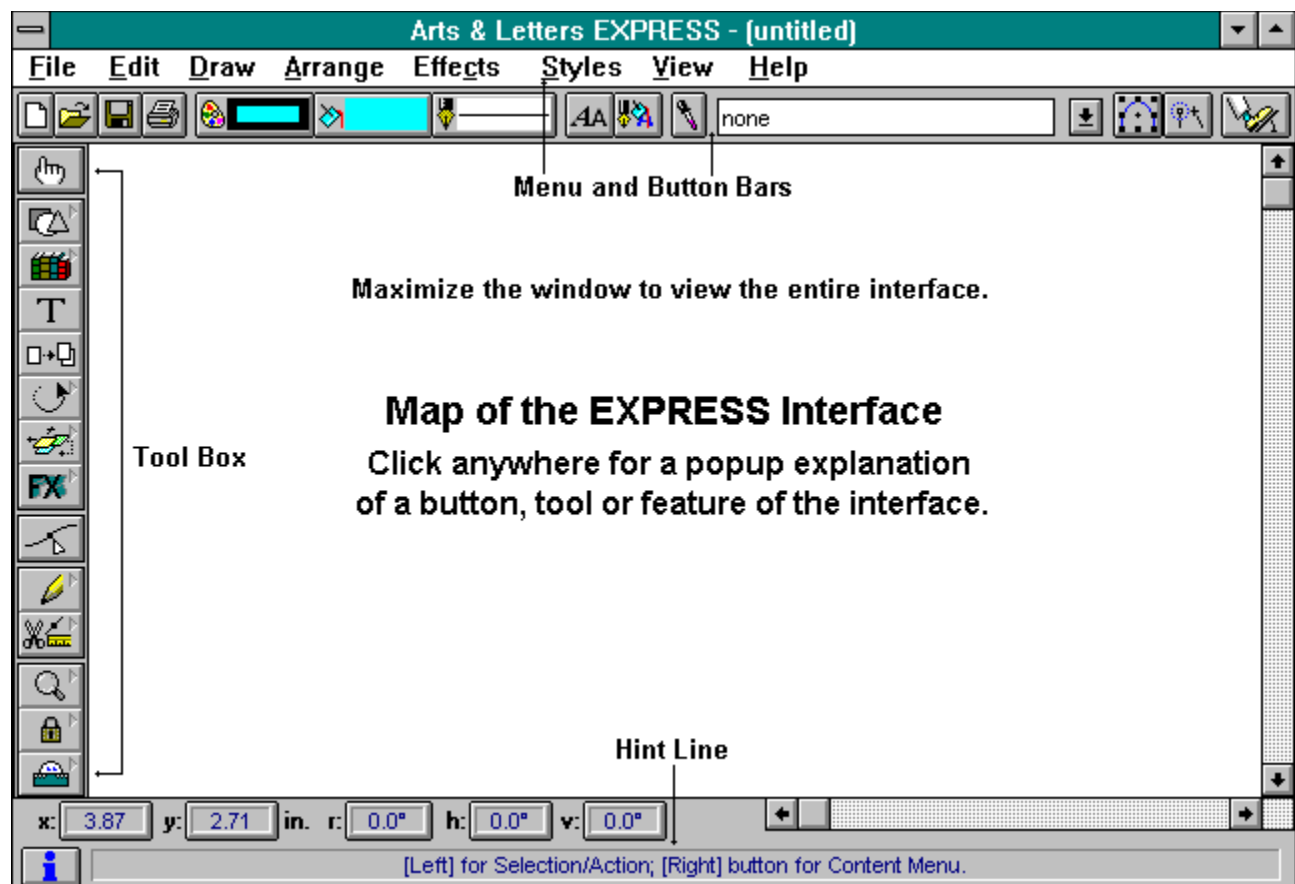 Arts & Letters EXPRESS - (untitled)
File Edit Draw Arrange Effects Styles View Help
AA none
Menu and Button Bars
Maximize the window to view the entire interface.
T
Map of the EXPRESS Interface
Tool Box
Click anywhere for a popup explanation
FX
of a button, tool or feature of the interface.
Hint Line
x: 3.87 y: 2.71 in. r: 0.0° h: 0.0° v: 0.0°
i
[Left] for Selection/Action; [Right] button for Content Menu.